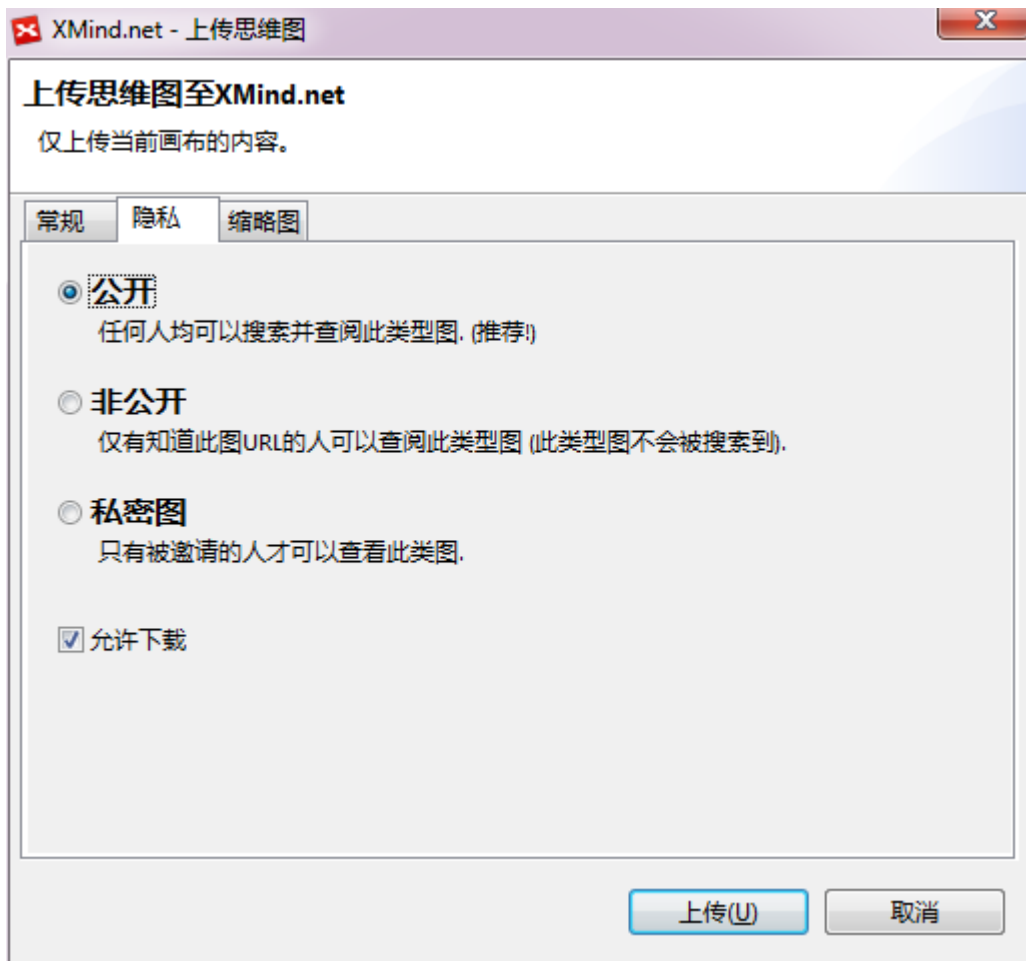 XMind.net - 上传思维图
上传思维图至XMind.net
仅上传当前画布的内容。
常规 隐私 缩略图
公开
任何人均可以搜索并查阅此类型图. (推荐!)
非公开
仅有知道此图URL的人可以查阅此类型图 (此类型图不会被搜索到).
私密图
只有被邀请的人才可以查看此类图.
允许下载
上传(U) 取消